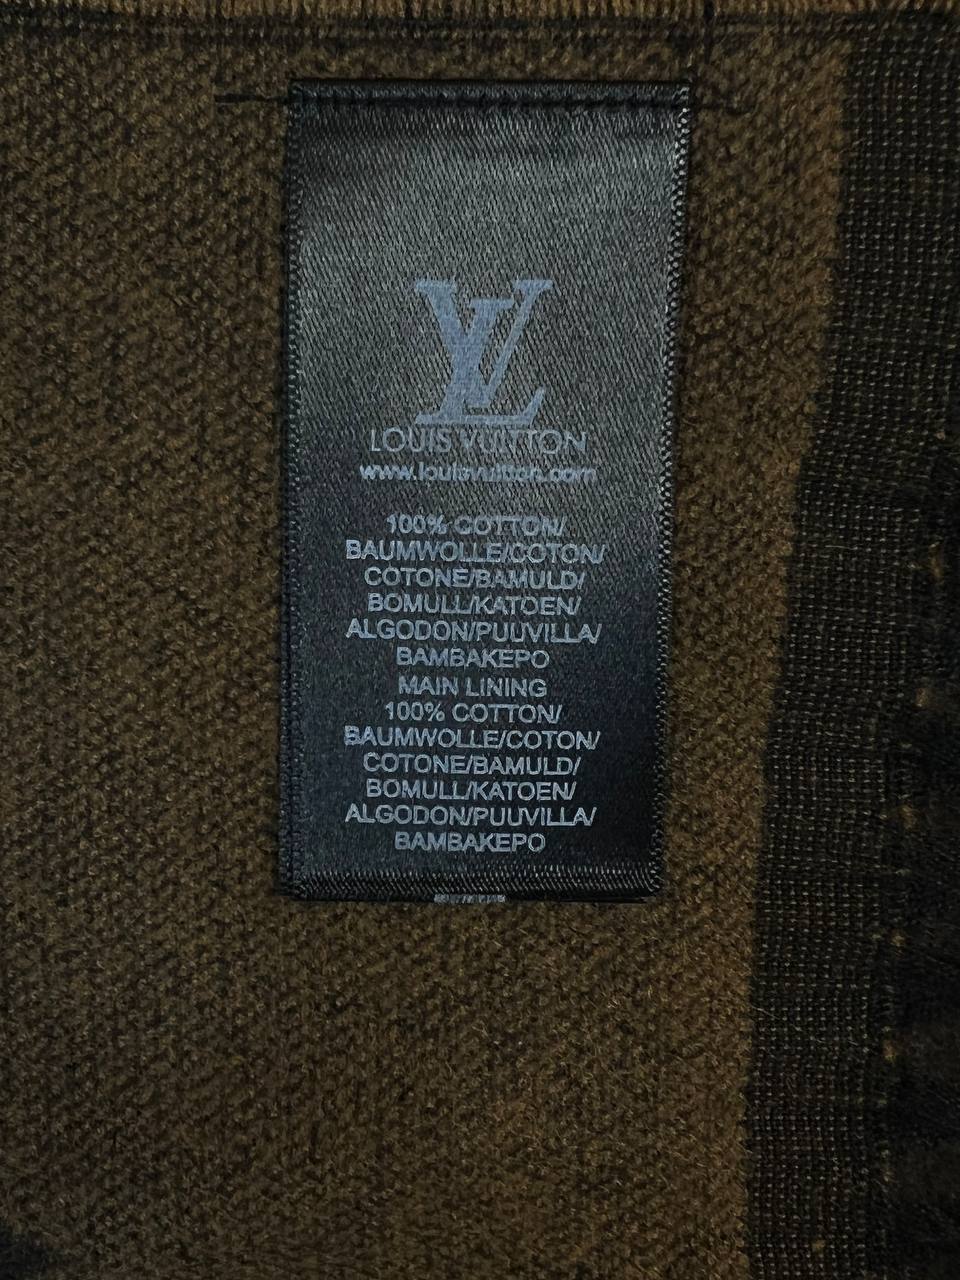 LV
LOUIS VUITTON
www.louisvuitton.com
100% COTTON/
BAUMWOLLE/COTON/
COTONE/BAMULD/
BOMULL/KATOEN/
ALGODON/PUUVILLA/
BAMBAKEPO
MAIN LINING
100% COTTON/
BAUMWOLLE/COTON/
COTONE/BAMULD/
BOMULL/KATOEN/
ALGODON/PUUVILLA/
BAMBAKEPO